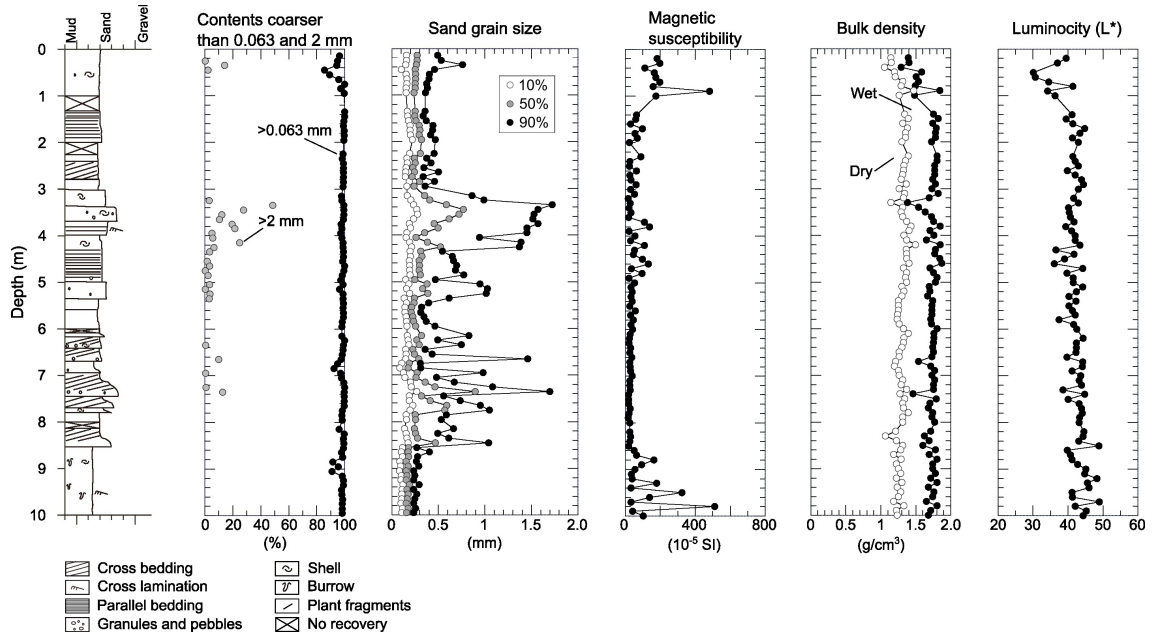 Mud
Sand
Gravel
Contents coarser
than 0.063 and 2 mm
Sand grain size
Magnetic
susceptibility
Bulk density
Luminocity (L*)
Depth (m)
0
1
2
3
4
5
6
7
8
9
10
>0.063 mm
>2 mm
0 20 40 60 80 100
(%)
10%
50%
90%
0 0.5 1.0 1.5 2.0
(mm)
0 400 800
(10-5 SI)
Wet
Dry
0 0.5 1.0 1.5 2.0
(g/cm3)
20 30 40 50 60
Cross bedding
Cross lamination
Parallel bedding
Granules and pebbles
Shell
Burrow
Plant fragments
No recovery